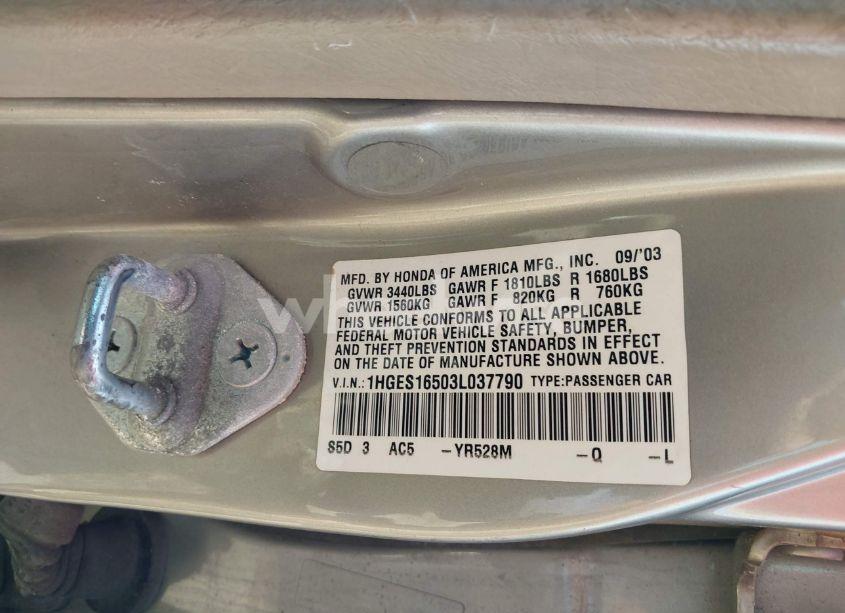 MFD. BY HONDA OF AMERICA MFG., INC. 09/'03
GVWR 3440LBS GAWR F 1810LBS R 1680LBS
GVWR 1560KG GAWR F 820KG R 760KG
THIS VEHICLE CONFORMS TO ALL APPLICABLE
FEDERAL MOTOR VEHICLE SAFETY, BUMPER,
AND THEFT PREVENTION STANDARDS IN EFFECT
ON THE DATE OF MANUFACTURE SHOWN ABOVE.
V.I.N.: 1HGES16503L037790 TYPE:PASSENGER CAR
S5D 3 AC5 -YR528M -Q -L